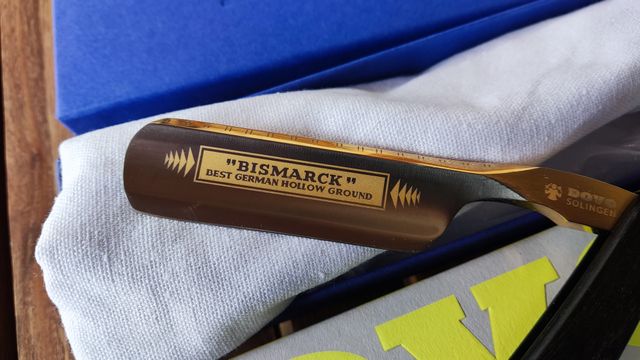 "BISMARCK"
BEST GERMAN HOLLOW GROUND
DOVO
SOLINGEN